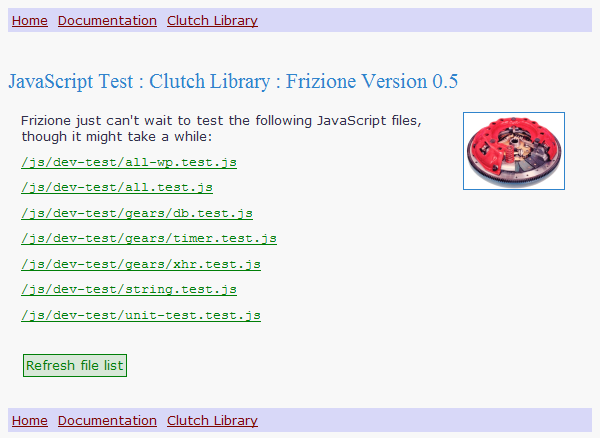 Home Documentation Clutch Library
JavaScript Test : Clutch Library : Frizione Version 0.5
Frizione just can't wait to test the following JavaScript files,
though it might take a while:
/js/dev-test/all-wp.test.js
/js/dev-test/all.test.js
/js/dev-test/gears/db.test.js
/js/dev-test/gears/timer.test.js
/js/dev-test/gears/xhr.test.js
/js/dev-test/string.test.js
/js/dev-test/unit-test.test.js
Refresh file list
Home Documentation Clutch Library